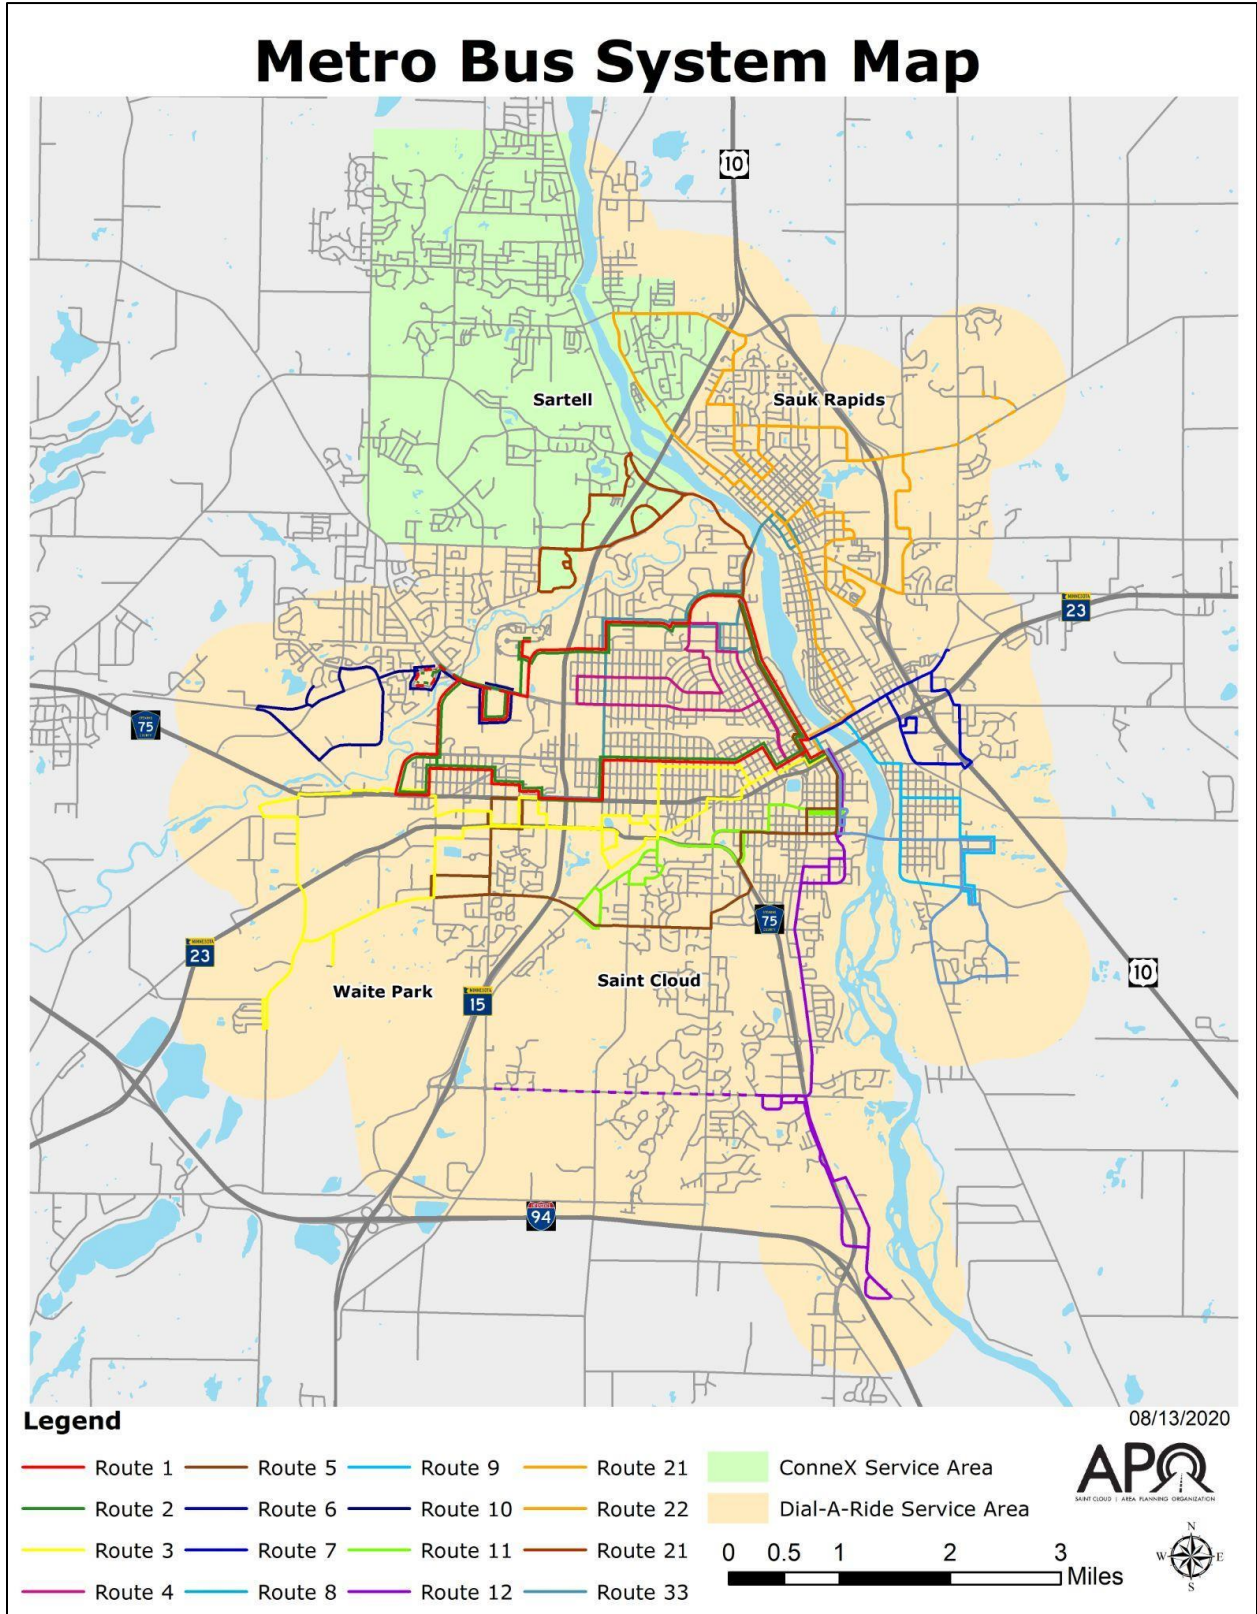 Metro Bus System Map
10
Sartell
Sauk Rapids
23
75
75
23
10
Saint Cloud
Waite Park
15
94
Legend
08/13/2020
Route 1
Route 5
Route 9
Route 21
ConneX Service Area
Route 2
Route 6
Route 10
Route 22
Dial-A-Ride Service Area
Route 3
Route 7
Route 11
Route 21
Route 4
Route 8
Route 12
Route 33
0 0.5 1 2 3
Miles
APO
SAINT CLOUD | AREA PLANNING ORGANIZATION
N
W E
S